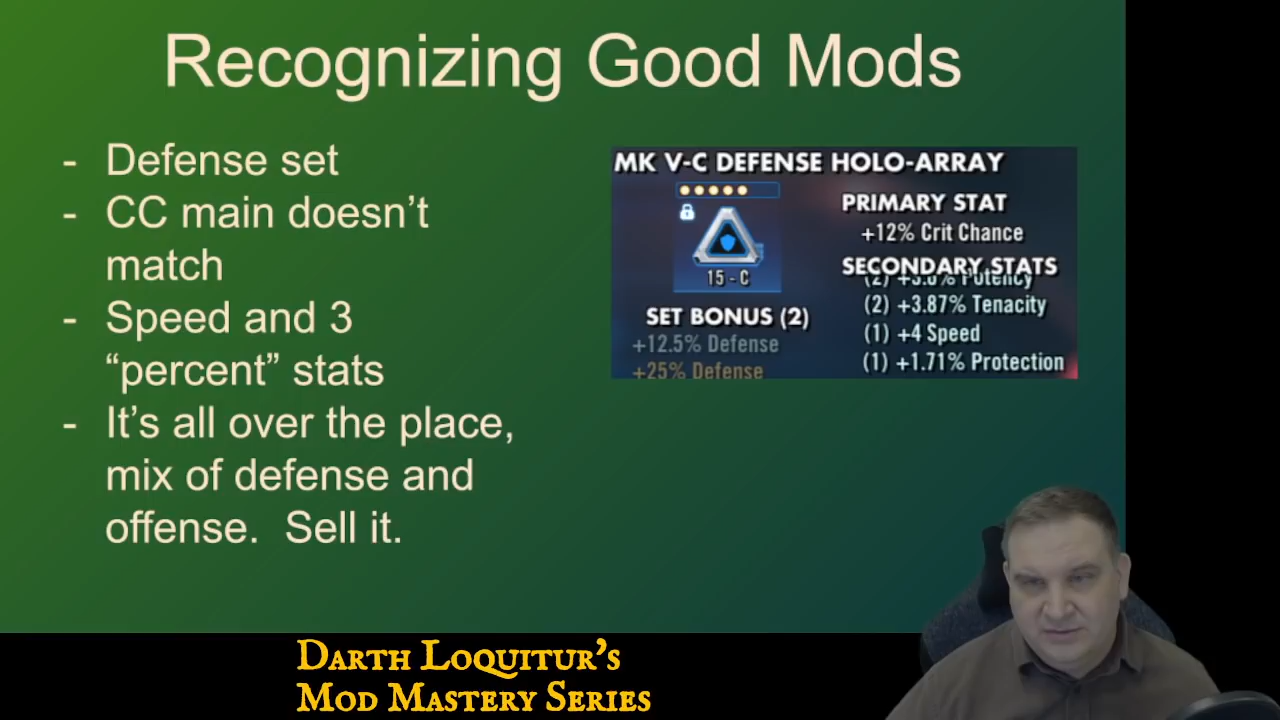 Recognizing Good Mods
- Defense set
- CC main doesn't
match
- Speed and 3
"percent" stats
- It's all over the place,
mix of defense and
offense. Sell it.
MK V-C DEFENSE HOLO-ARRAY
15 - C
SET BONUS (2)
+12.5% Defense
+25% Defense
PRIMARY STAT
+12% Crit Chance
SECONDARY STATS
(2) Potency
(2) +3.87% Tenacity
(1) +4 Speed
(1) +1.71% Protection
Darth Loquitur's
Mod Mastery Series